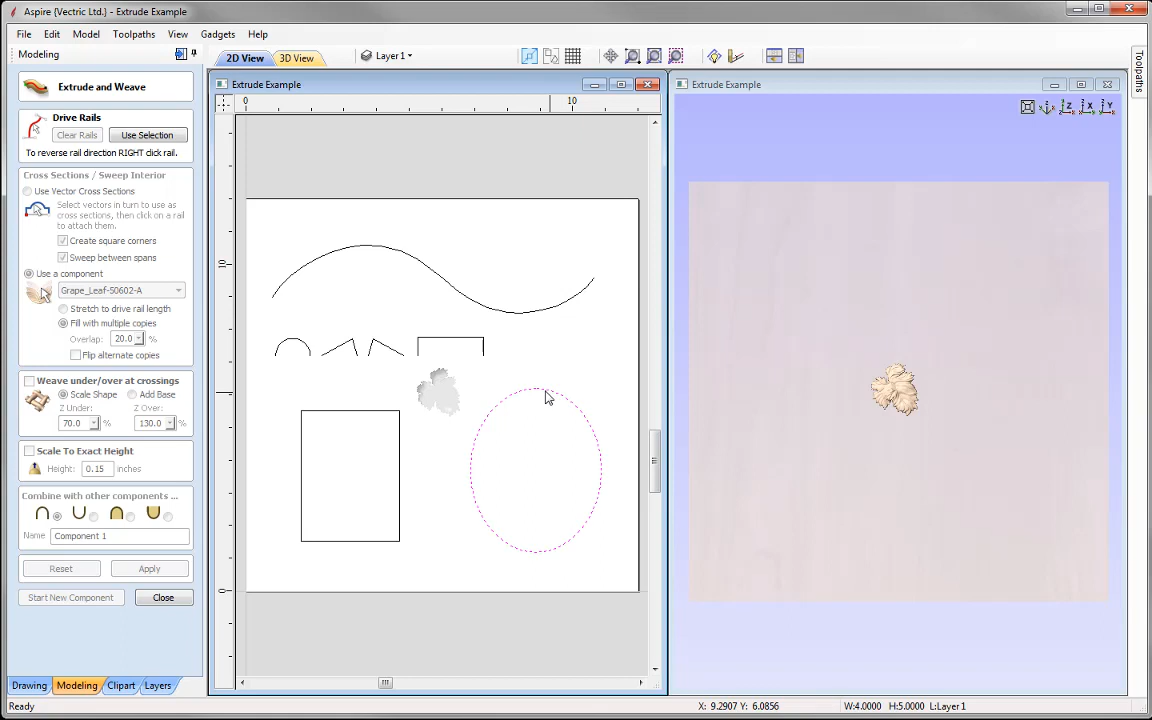 Aspire {Vectric Ltd.} - [Extrude Example]
File Edit Model Toolpaths View Gadgets Help
Modeling
2D View 3D View Layer 1
Toolpaths
Extrude and Weave
Extrude Example
Extrude Example
0 10
Drive Rails
Clear Rails Use Selection
To reverse rail direction RIGHT click rail.
Cross Sections / Sweep Interior
Use Vector Cross Sections
Select vectors in turn to use as
cross sections, then click on a rail
to attach them.
Create square corners
Sweep between spans
Use a component
Grape_Leaf-50602-A
Stretch to drive rail length
Fill with multiple copies
Overlap: 20.0 %
Flip alternate copies
Weave under/over at crossings
Scale Shape Add Base
Z Under: Z Over:
70.0 % 130.0 %
Scale To Exact Height
Height: 0.15 inches
Combine with other components ...
Name Component 1
Reset Apply
Start New Component Close
10
0
Z X Y
Drawing Modeling Clipart Layers
Ready
X: 9.2907 Y: 6.0856 W:4.0000 H:5.0000 L:Layer 1